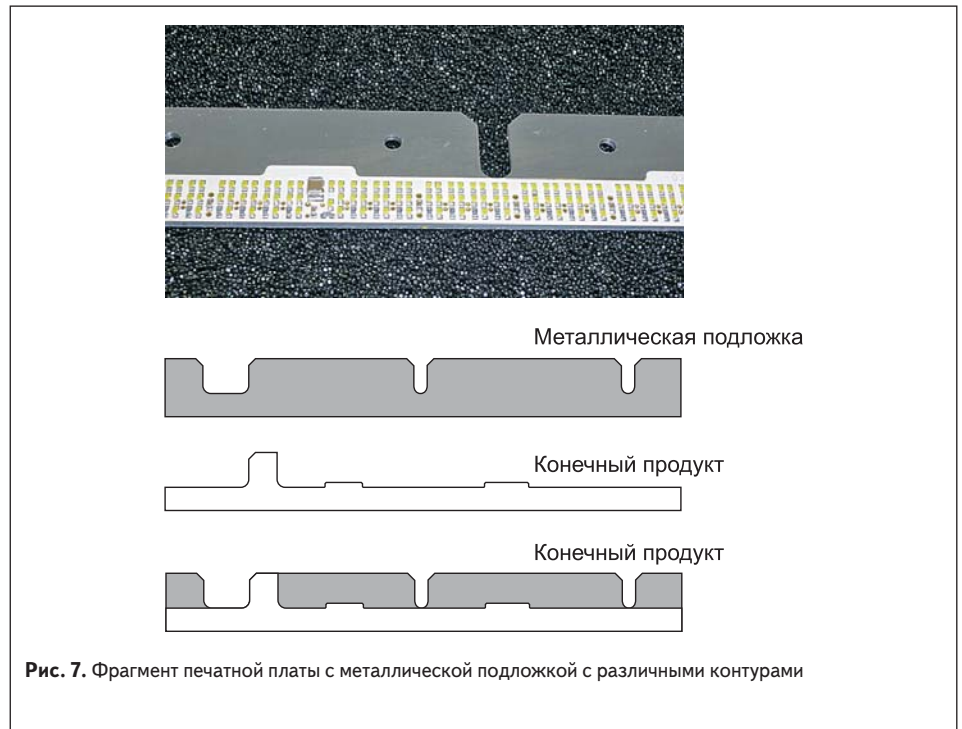 Металлическая подложка
Конечный продукт
Конечный продукт
Рис. 7. Фрагмент печатной платы с металлической подложкой с различными контурами